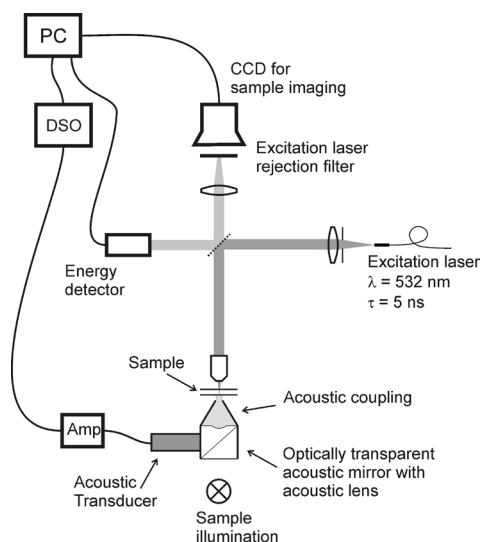 PC
CCD for
sample imaging
DSO
Excitation laser
rejection filter
Energy
detector
Excitation laser
λ = 532 nm
τ = 5 ns
Sample
Acoustic coupling
Amp
Optically transparent
acoustic mirror with
acoustic lens
Acoustic
Transducer
Sample
illumination